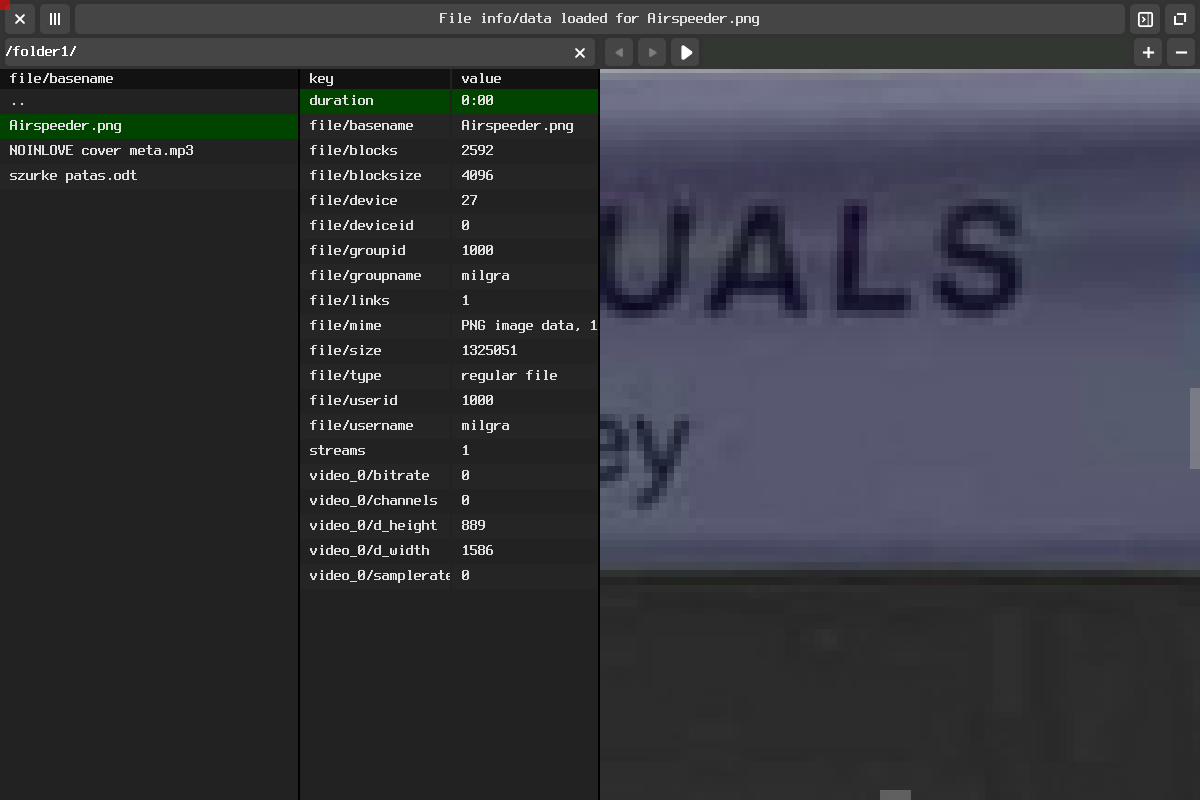 File info/data loaded for Airspeeder.png
/folder1/
file/basename
..
Airspeeder.png
NOINLOVE cover meta.mp3
szurke patas.odt
key value
duration 0:00
file/basename Airspeeder.png
file/blocks 2592
file/blocksize 4096
file/device 27
file/deviceid 0
file/groupid 1000
file/groupname milgra
file/links 1
file/mime PNG image data, 1
file/size 1325051
file/type regular file
file/userid 1000
file/username milgra
streams 1
video_0/bitrate 0
video_0/channels 0
video_0/d_height 889
video_0/d_width 1586
video_0/samplerate 0
UALS
ey